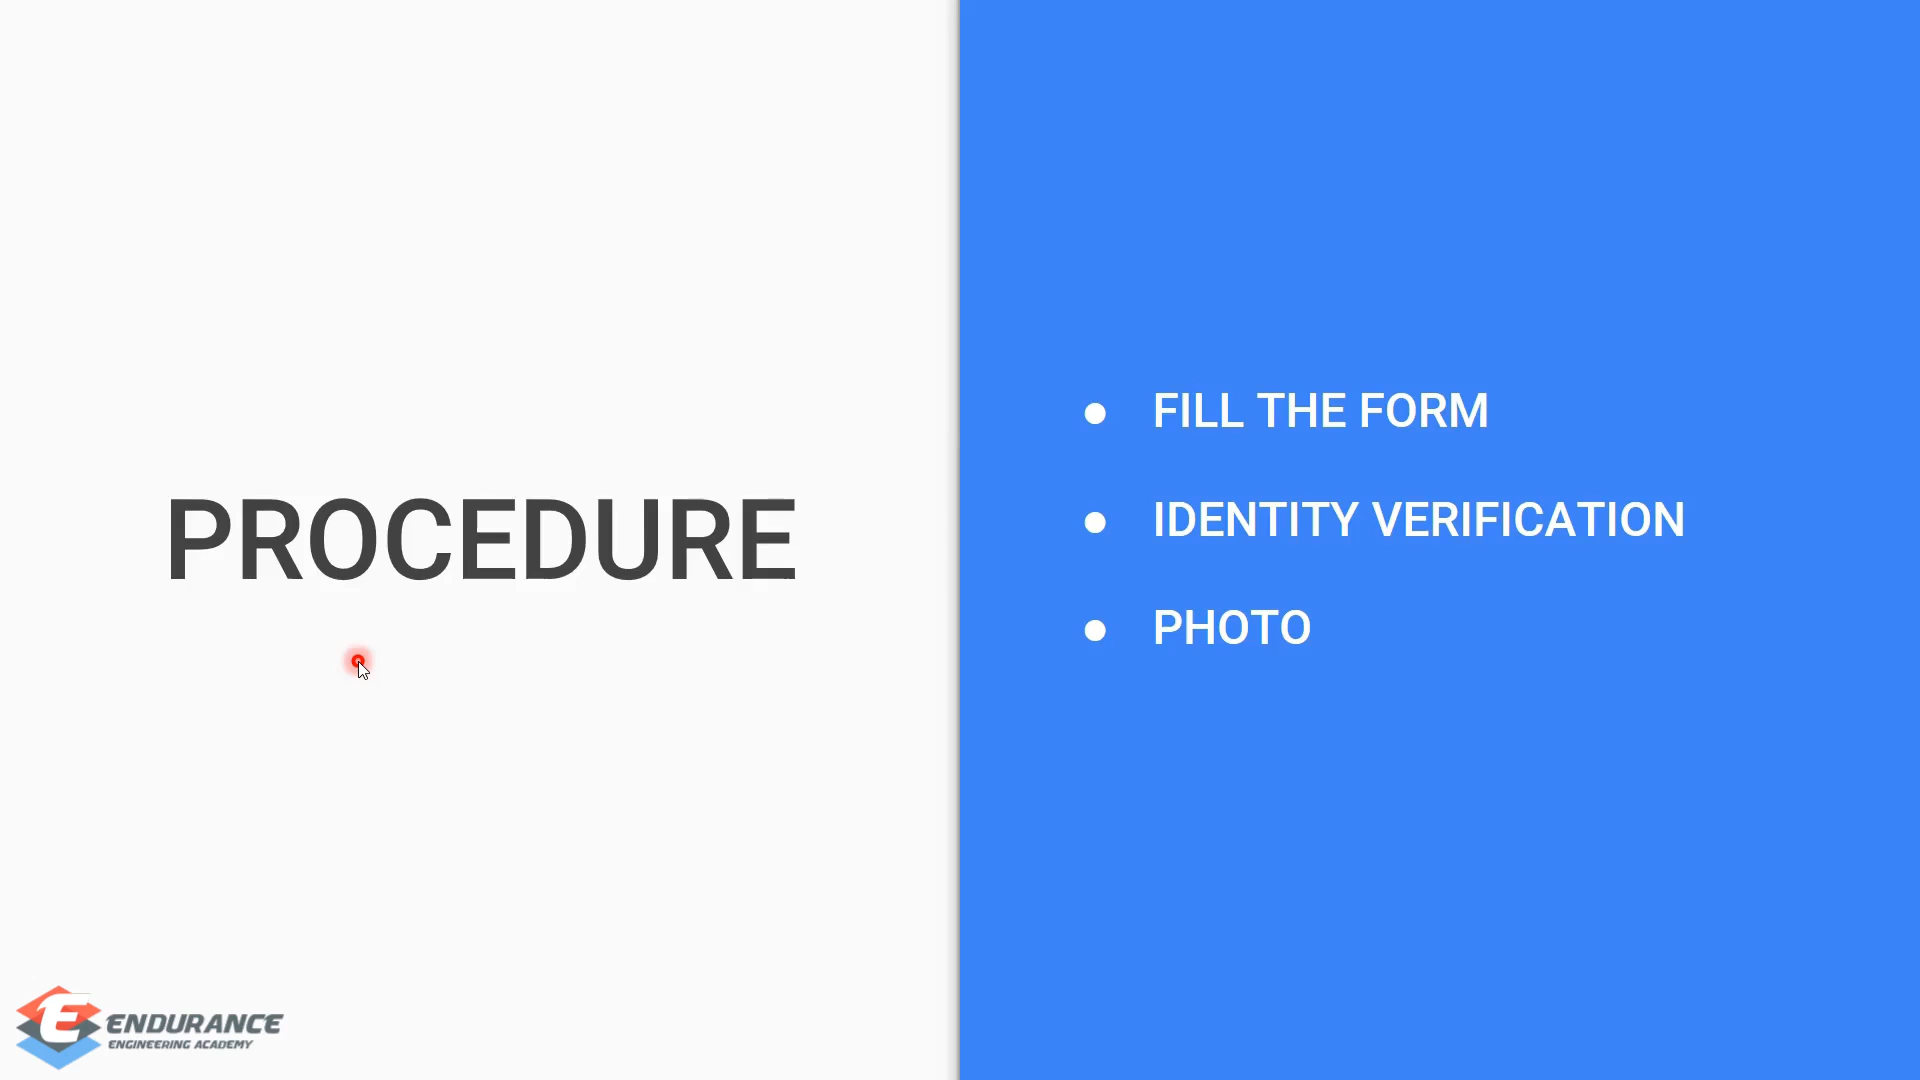 PROCEDURE
● FILL THE FORM
● IDENTITY VERIFICATION
● PHOTO
E ENDURANCE
ENGINEERING ACADEMY